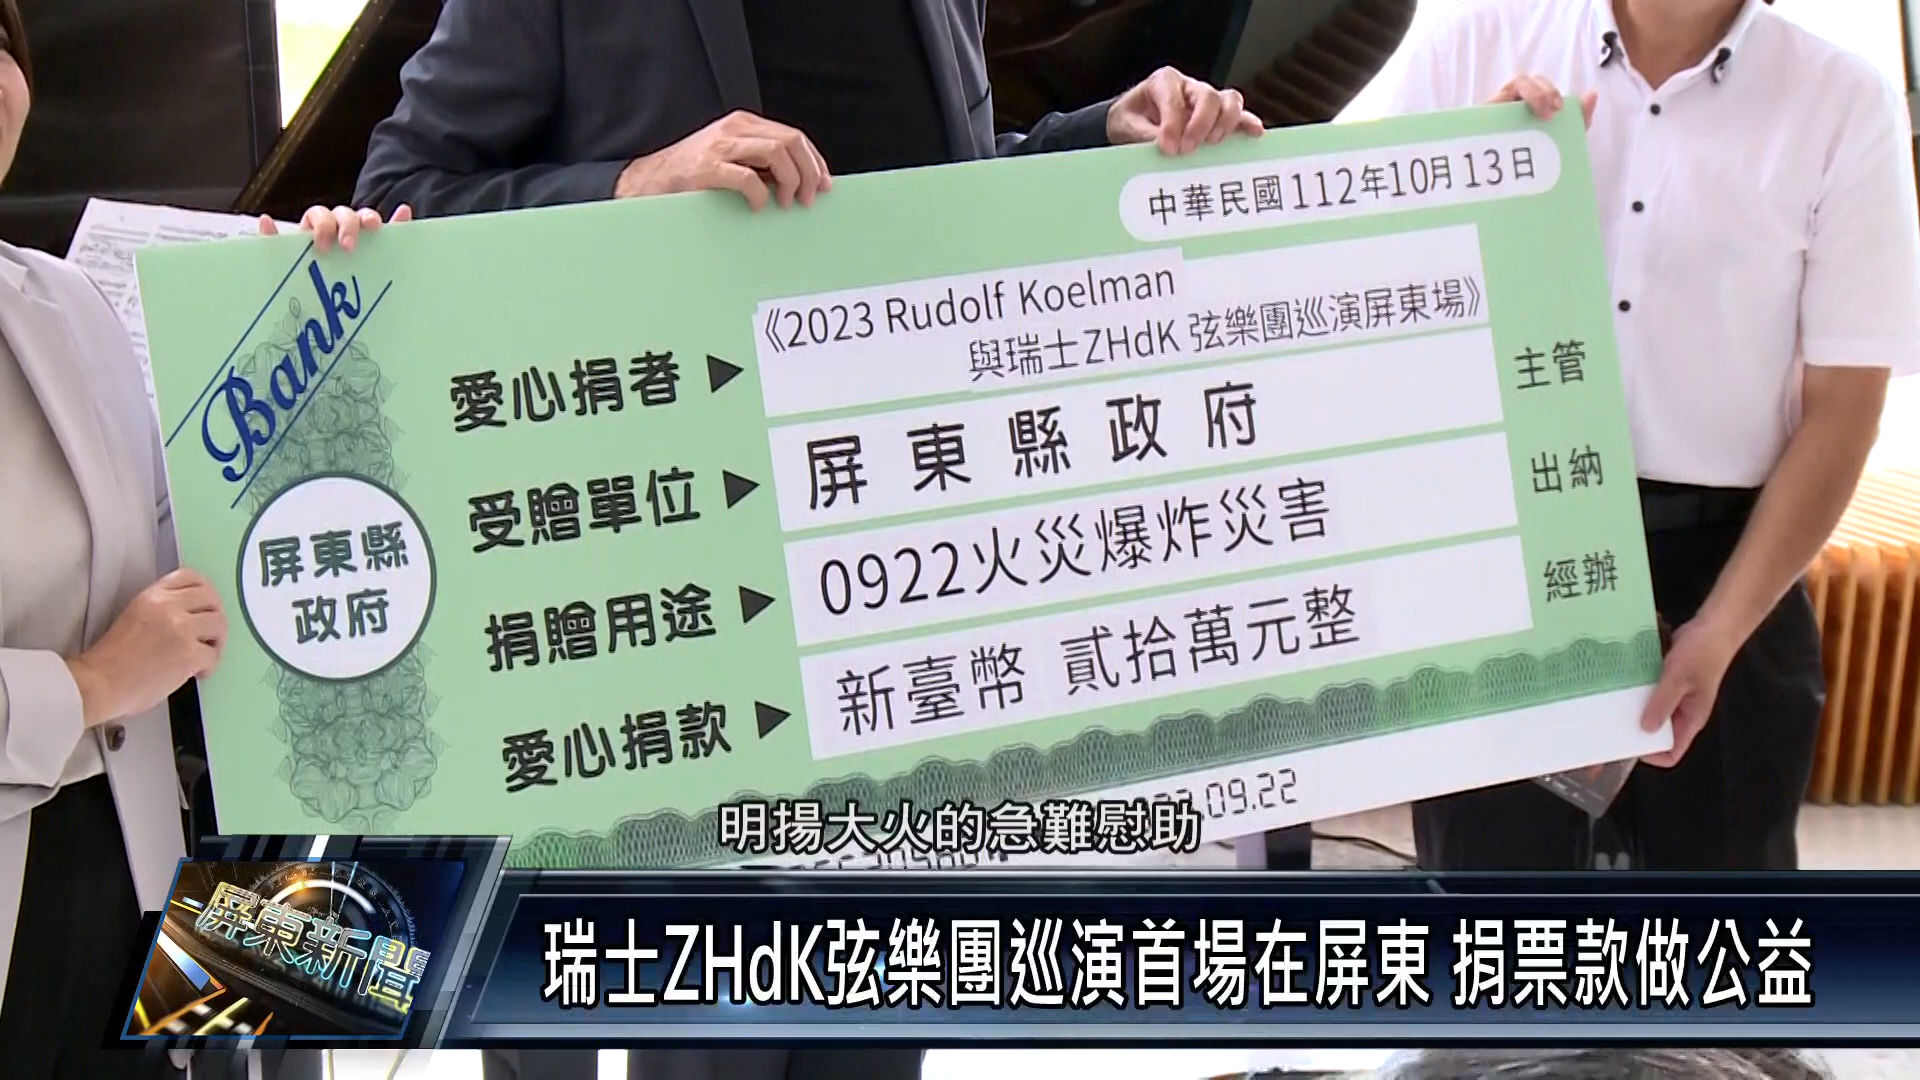 中華民國112年10月13日
Bank
《2023 Rudolf Koelman
與瑞士ZHdK 弦樂團巡演屏東場》
愛心捐者▶
受贈單位▶
屏東縣政府
捐贈用途▶
0922火災爆炸災害
愛心捐款▶
新臺幣 貳拾萬元整
主管
出納
經辦
屏東縣
政府
09.22
明揚大火的急難慰助
屏東新聞
瑞士ZHdK弦樂團巡演首場在屏東 捐票款做公益